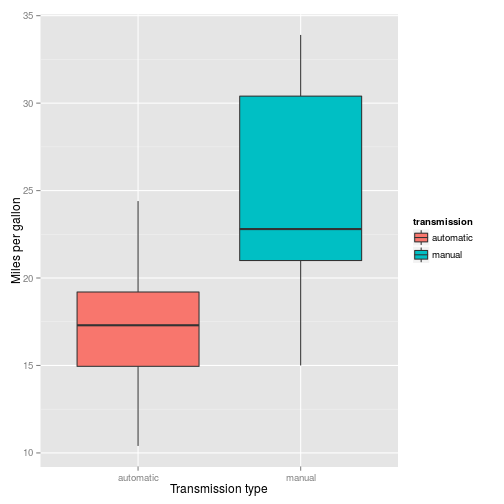 35
30
25
20
15
10
Miles per gallon
automatic
manual
Transmission type
transmission
automatic
manual